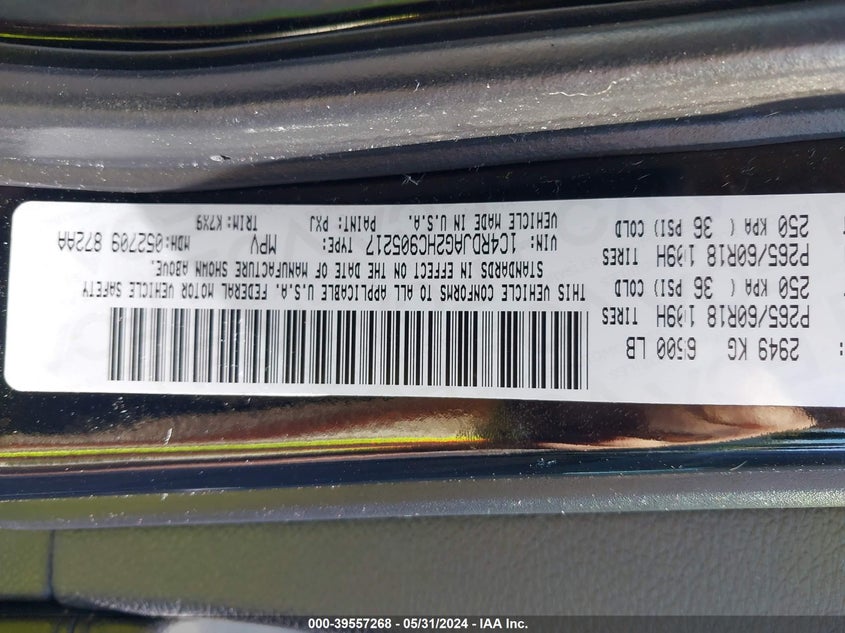 2949 KG 6500 LB
P265/60R18 109H TIRES
250 KPA ( 36 PSI) COLD
P265/60R18 109H TIRES
250 KPA ( 36 PSI) COLD
THIS VEHICLE CONFORMS TO ALL APPLICABLE U.S.A. FEDERAL MOTOR VEHICLE SAFETY
STANDARDS IN EFFECT ON THE DATE OF MANUFACTURE SHOWN ABOVE.
VIN: 1C4RDJAG2HC905217 TYPE: MPV MDH:052709 872AA
VEHICLE MADE IN U.S.A. PAINT: PXJ TRIM:K7X9
000-39557268 - 05/31/2024 - IAA Inc.